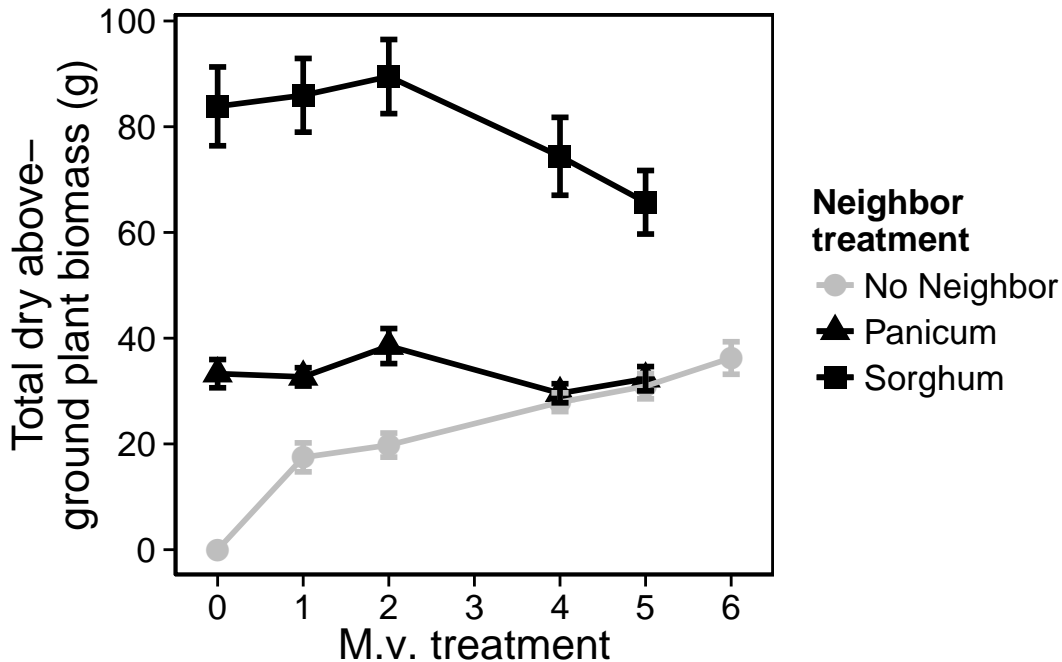 Total dry above–
ground plant biomass (g)
100
80
60
40
20
0
0 1 2 3 4 5 6
M.v. treatment
Neighbor
treatment
No Neighbor
Panicum
Sorghum